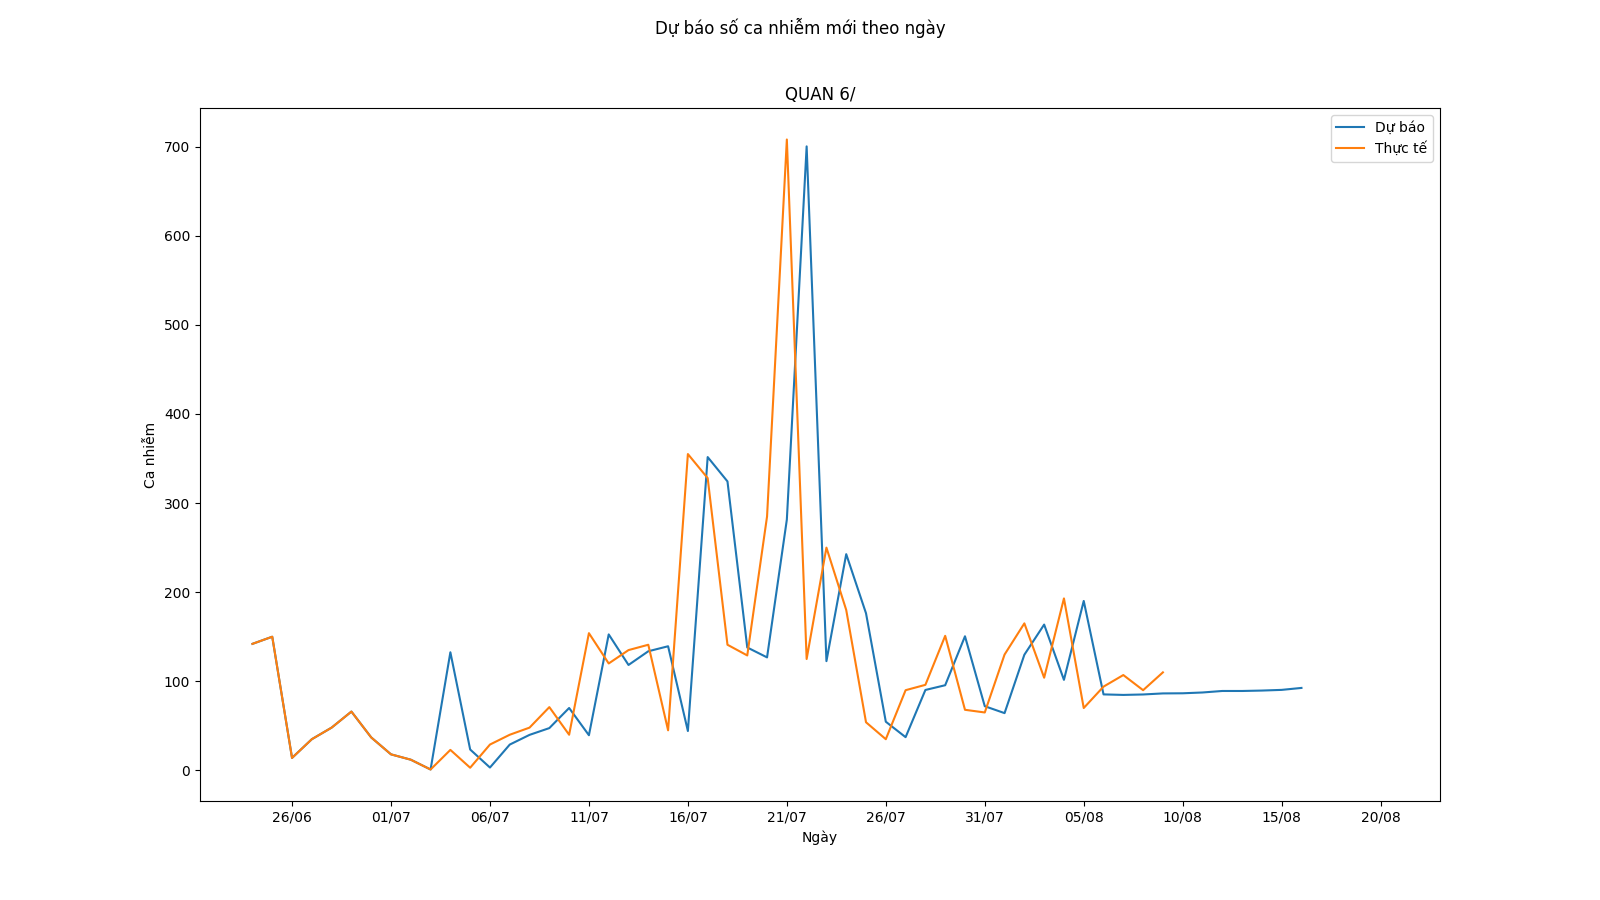 Dự báo số ca nhiễm mới theo ngày
QUAN 6/
Dự báo
Thực tế
700
600
500
400
300
200
100
0
Ca nhiễm
26/06 01/07 06/07 11/07 16/07 21/07 26/07 31/07 05/08 10/08 15/08 20/08
Ngày